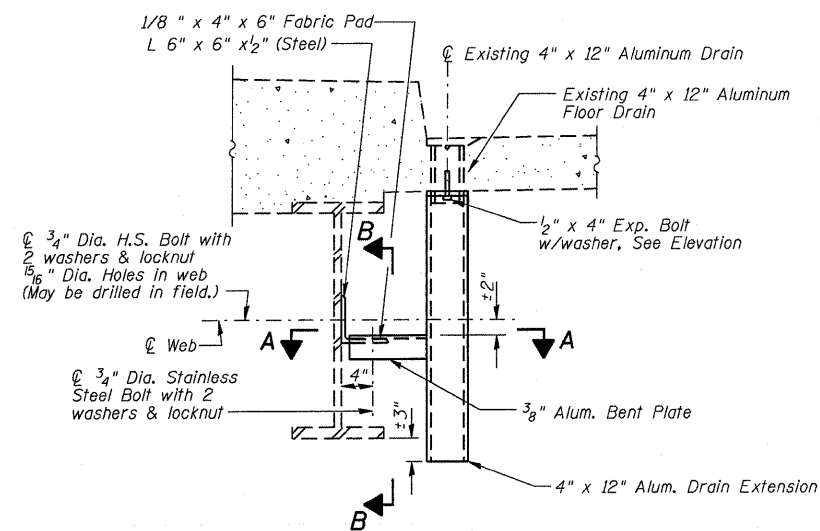 1/8 " x 4" x 6" Fabric Pad
L 6" x 6" x1/2" (Steel)
℄ Existing 4" x 12" Aluminum Drain
Existing 4" x 12" Aluminum
Floor Drain
1/2" x 4" Exp. Bolt
w/washer, See Elevation
℄ 3/4" Dia. H.S. Bolt with
2 washers & locknut
15/16 " Dia. Holes in web
(May be drilled in field.)
B
±2"
℄ Web
A
A
℄ 3/4" Dia. Stainless
Steel Bolt with 2
washers & locknut
4"
±3"
3/8" Alum. Bent Plate
4" x 12" Alum. Drain Extension
B